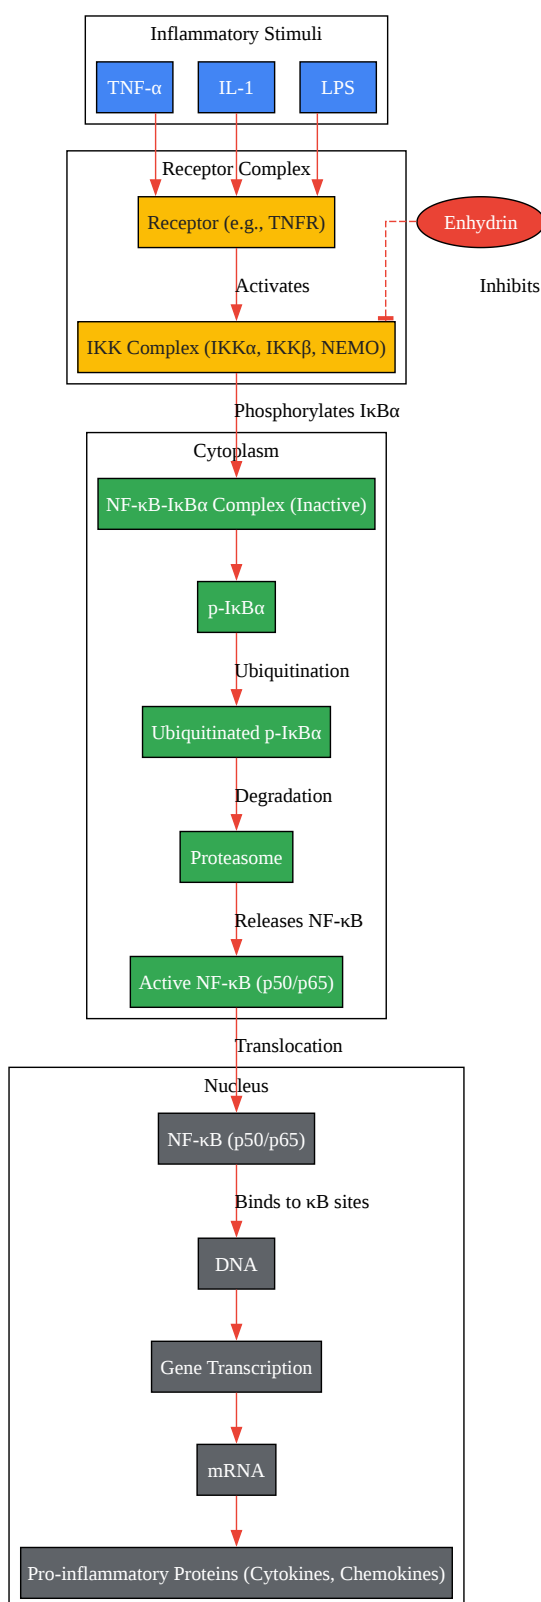 Inflammatory Stimuli
TNF-α
IL-1
LPS
Receptor Complex
Receptor (e.g., TNFR)
Enhydrin
Activates
Inhibits
IKK Complex (IKKα, IKKβ, NEMO)
Phosphorylates IκBα
Cytoplasm
NF-κB-IκBα Complex (Inactive)
p-IκBα
Ubiquitination
Ubiquitinated p-IκBα
Degradation
Proteasome
Releases NF-κB
Active NF-κB (p50/p65)
Translocation
Nucleus
NF-κB (p50/p65)
Binds to κB sites
DNA
Gene Transcription
mRNA
Pro-inflammatory Proteins (Cytokines, Chemokines)